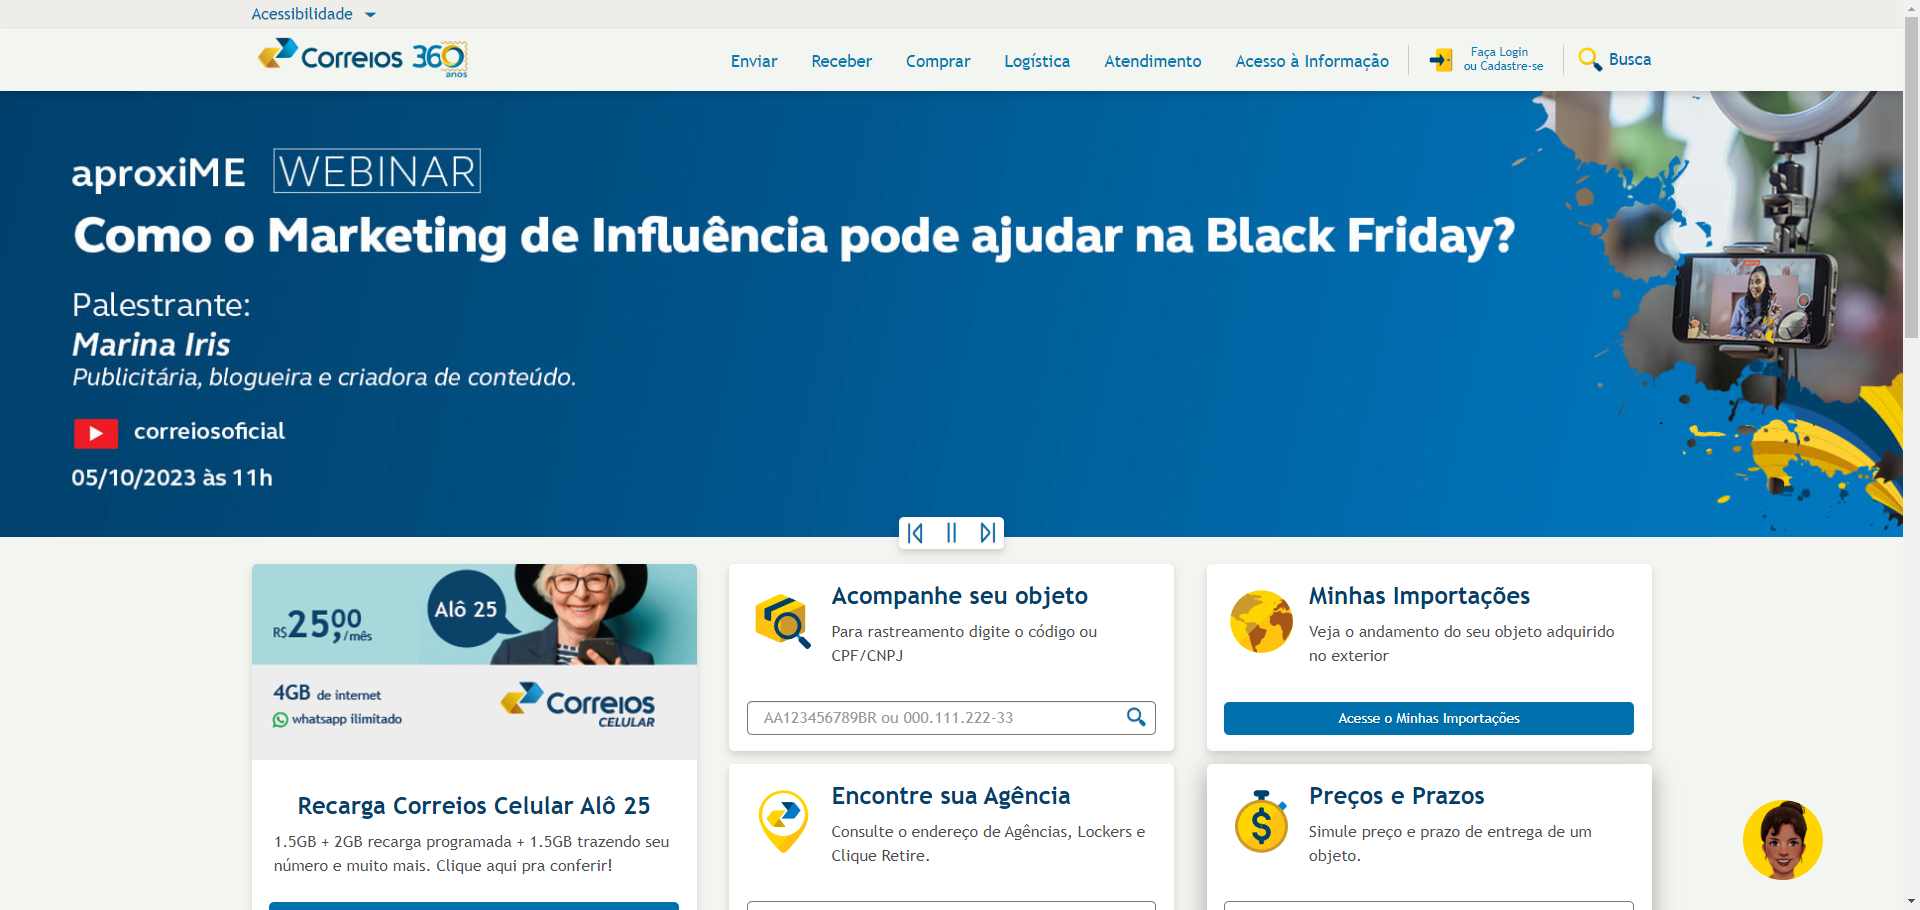 Acessibilidade
Correios 360 anos
Enviar
Receber
Comprar
Logística
Atendimento
Acesso à Informação
Faça Login
ou Cadastre-se
Busca
aproxiME WEBINAR
Como o Marketing de Influência pode ajudar na Black Friday?
Palestrante:
Marina Iris
Publicitária, blogueira e criadora de conteúdo.
correiosoficial
05/10/2023 às 11h
R$25,00/mês
Alô 25
4GB de internet
whatsapp ilimitado
Correios
CELULAR
Recarga Correios Celular Alô 25
1.5GB + 2GB recarga programada + 1.5GB trazendo seu
número e muito mais. Clique aqui pra conferir!
Acompanhe seu objeto
Para rastreamento digite o código ou
CPF/CNPJ
AA123456789BR ou 000.111.222-33
Minhas Importações
Veja o andamento do seu objeto adquirido
no exterior
Acesse o Minhas Importações
Encontre sua Agência
Consulte o endereço de Agências, Lockers e
Clique Retire.
Preços e Prazos
Simule preço e prazo de entrega de um
objeto.